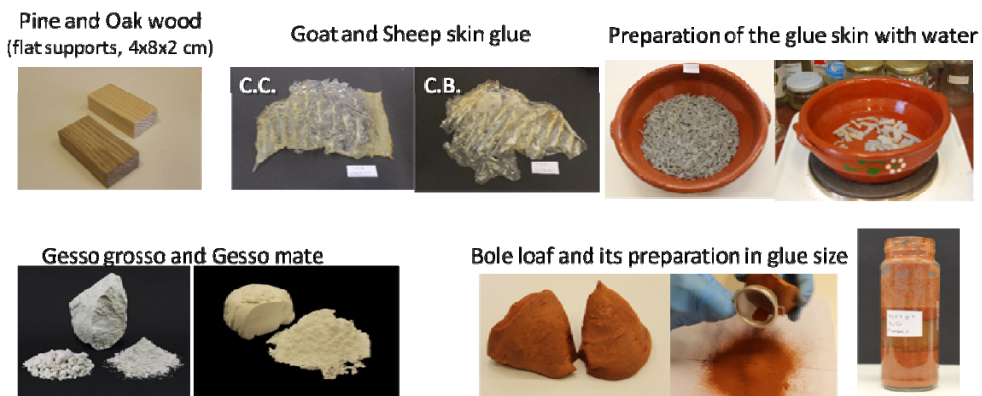 Pine and Oak wood
(flat supports, 4x8x2 cm)
Goat and Sheep skin glue
Preparation of the glue skin with water
C.C.
C.B.
Gesso grosso and Gesso mate
Bole loaf and its preparation in glue size